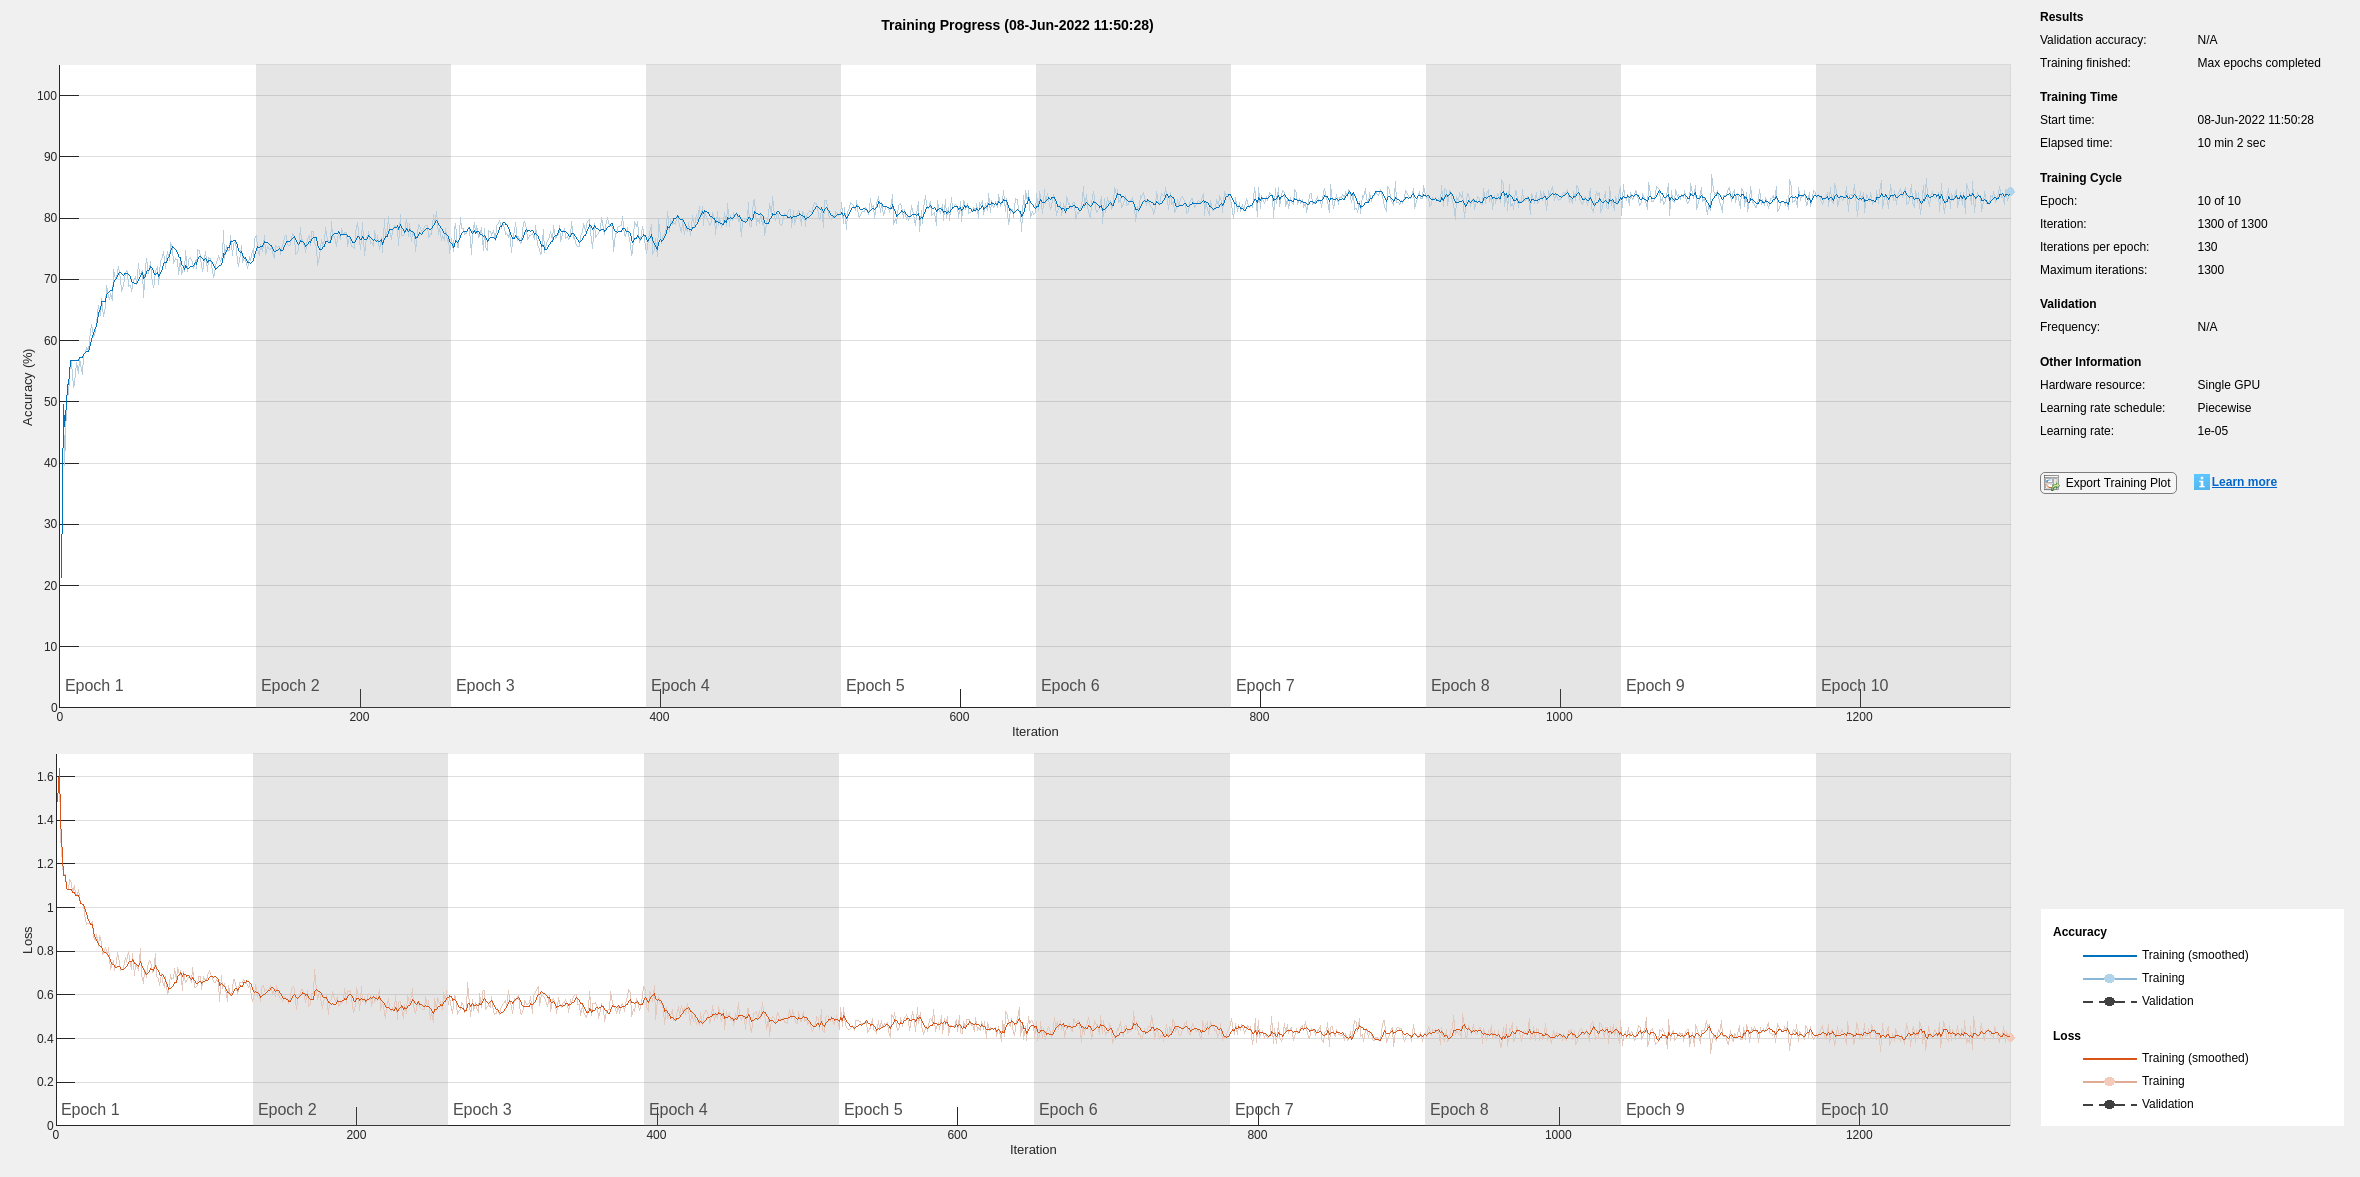 Training Progress (08-Jun-2022 11:50:28)
100
90
80
70
60
50
40
30
20
10
0
Accuracy (%)
Epoch 1 Epoch 2 Epoch 3 Epoch 4 Epoch 5 Epoch 6 Epoch 7 Epoch 8 Epoch 9 Epoch 10
0 200 400 600 800 1000 1200
Iteration
1.6
1.4
1.2
1
0.8
0.6
0.4
0.2
0
Loss
Epoch 1 Epoch 2 Epoch 3 Epoch 4 Epoch 5 Epoch 6 Epoch 7 Epoch 8 Epoch 9 Epoch 10
0 200 400 600 800 1000 1200
Iteration
Results
Validation accuracy: N/A
Training finished: Max epochs completed
Training Time
Start time: 08-Jun-2022 11:50:28
Elapsed time: 10 min 2 sec
Training Cycle
Epoch: 10 of 10
Iteration: 1300 of 1300
Iterations per epoch: 130
Maximum iterations: 1300
Validation
Frequency: N/A
Other Information
Hardware resource: Single GPU
Learning rate schedule: Piecewise
Learning rate: 1e-05
Export Training Plot Learn more
Accuracy
Training (smoothed)
Training
Validation
Loss
Training (smoothed)
Training
Validation